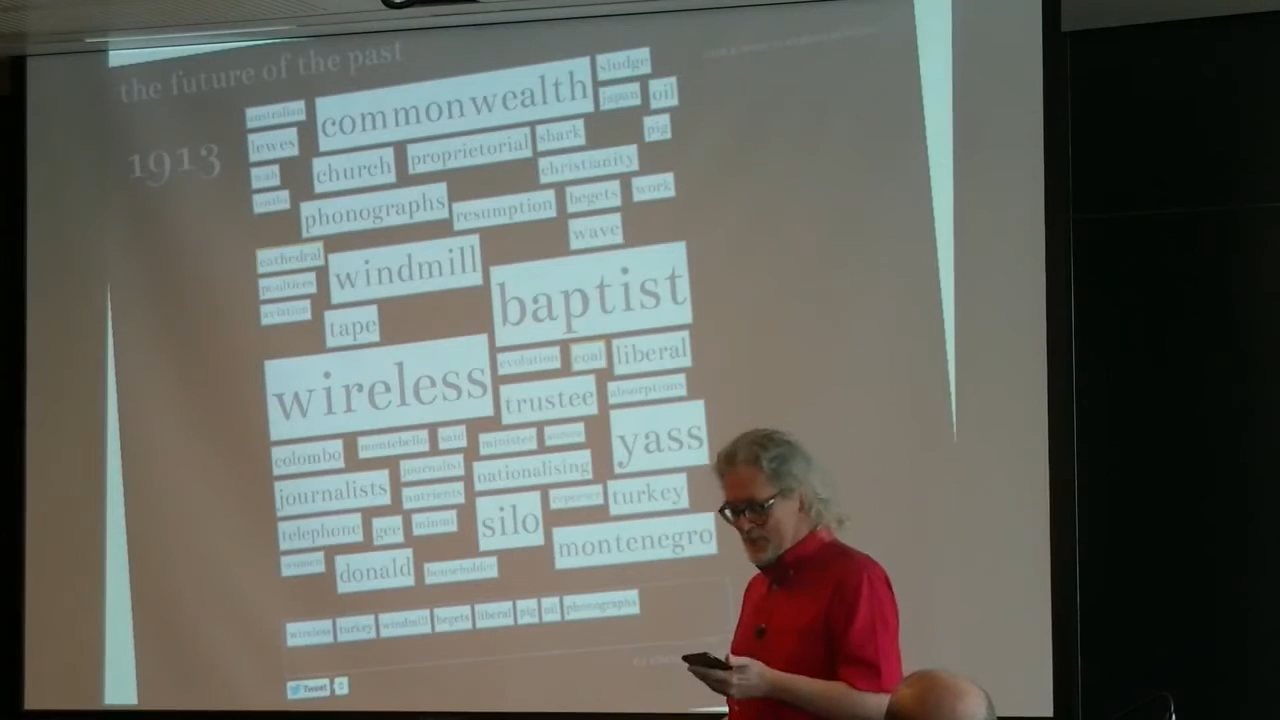 the future of the past
1913
australian commonwealth sludge
japan oil
lewes church proprietorial shark pig
christianity
phonographs resumption begets work
wave
cathedral windmill baptist
poultices
aviation tape
wireless evolution coal liberal
trustee absorptions
yass
colombo montebello said minister
journalists journalist nationalising
nutrients silo reporter turkey
telephone gee minmi
montenegro
women donald householder
wireless turkey windmill begets liberal pig oil phonographs
Tweet 0